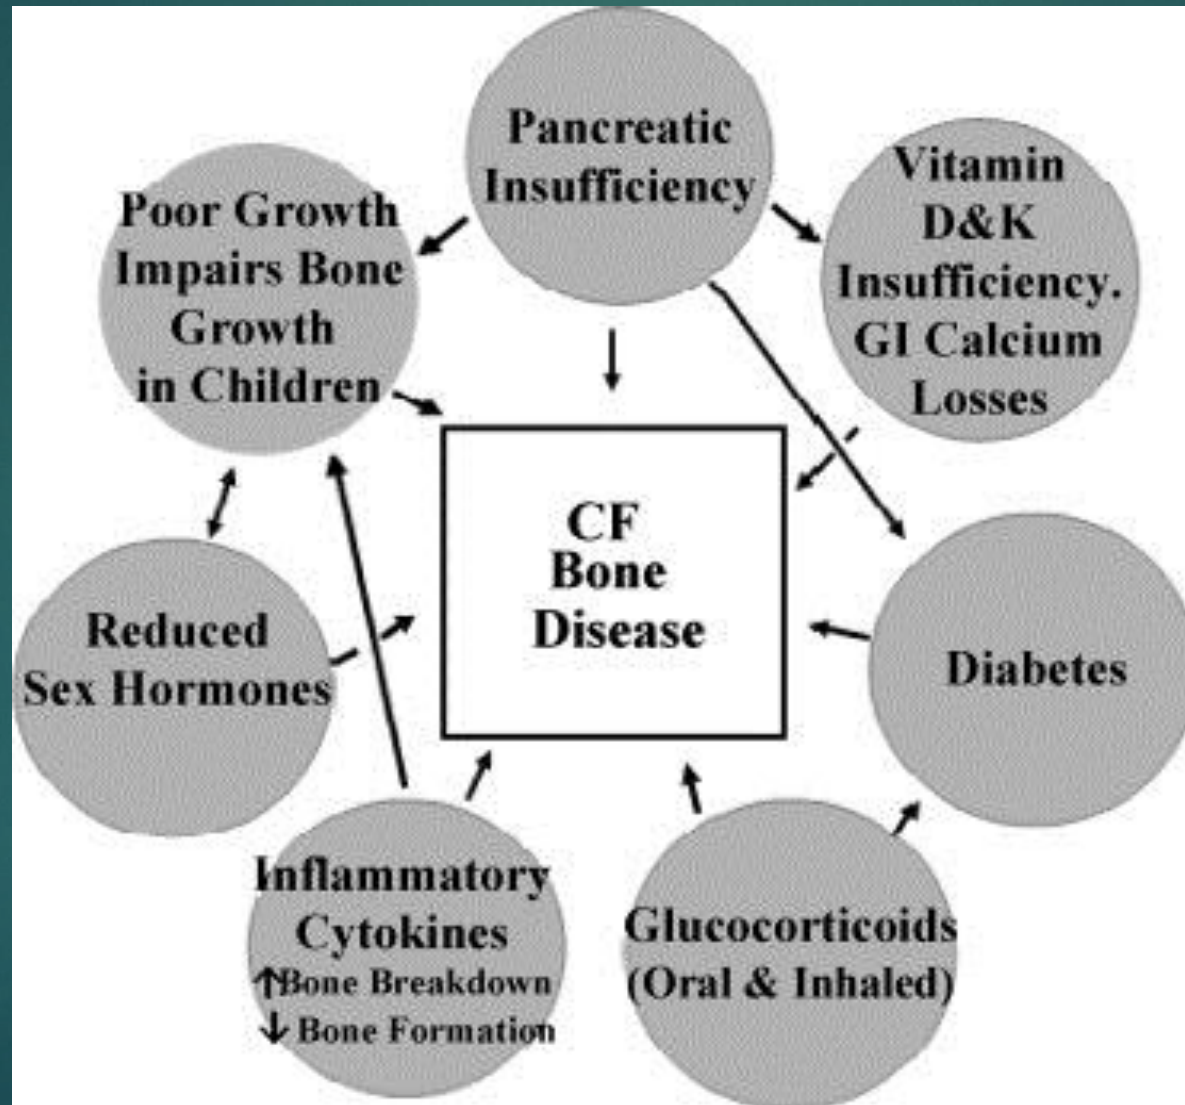 Pancreatic
Insufficiency
Vitamin
D&K
Insufficiency.
GI Calcium
Losses
Poor Growth
Impairs Bone
Growth
in Children
CF
Bone
Disease
Reduced
Sex Hormones
Diabetes
Inflammatory
Cytokines
↑Bone Breakdown
↓ Bone Formation
Glucocorticoids
(Oral & Inhaled)